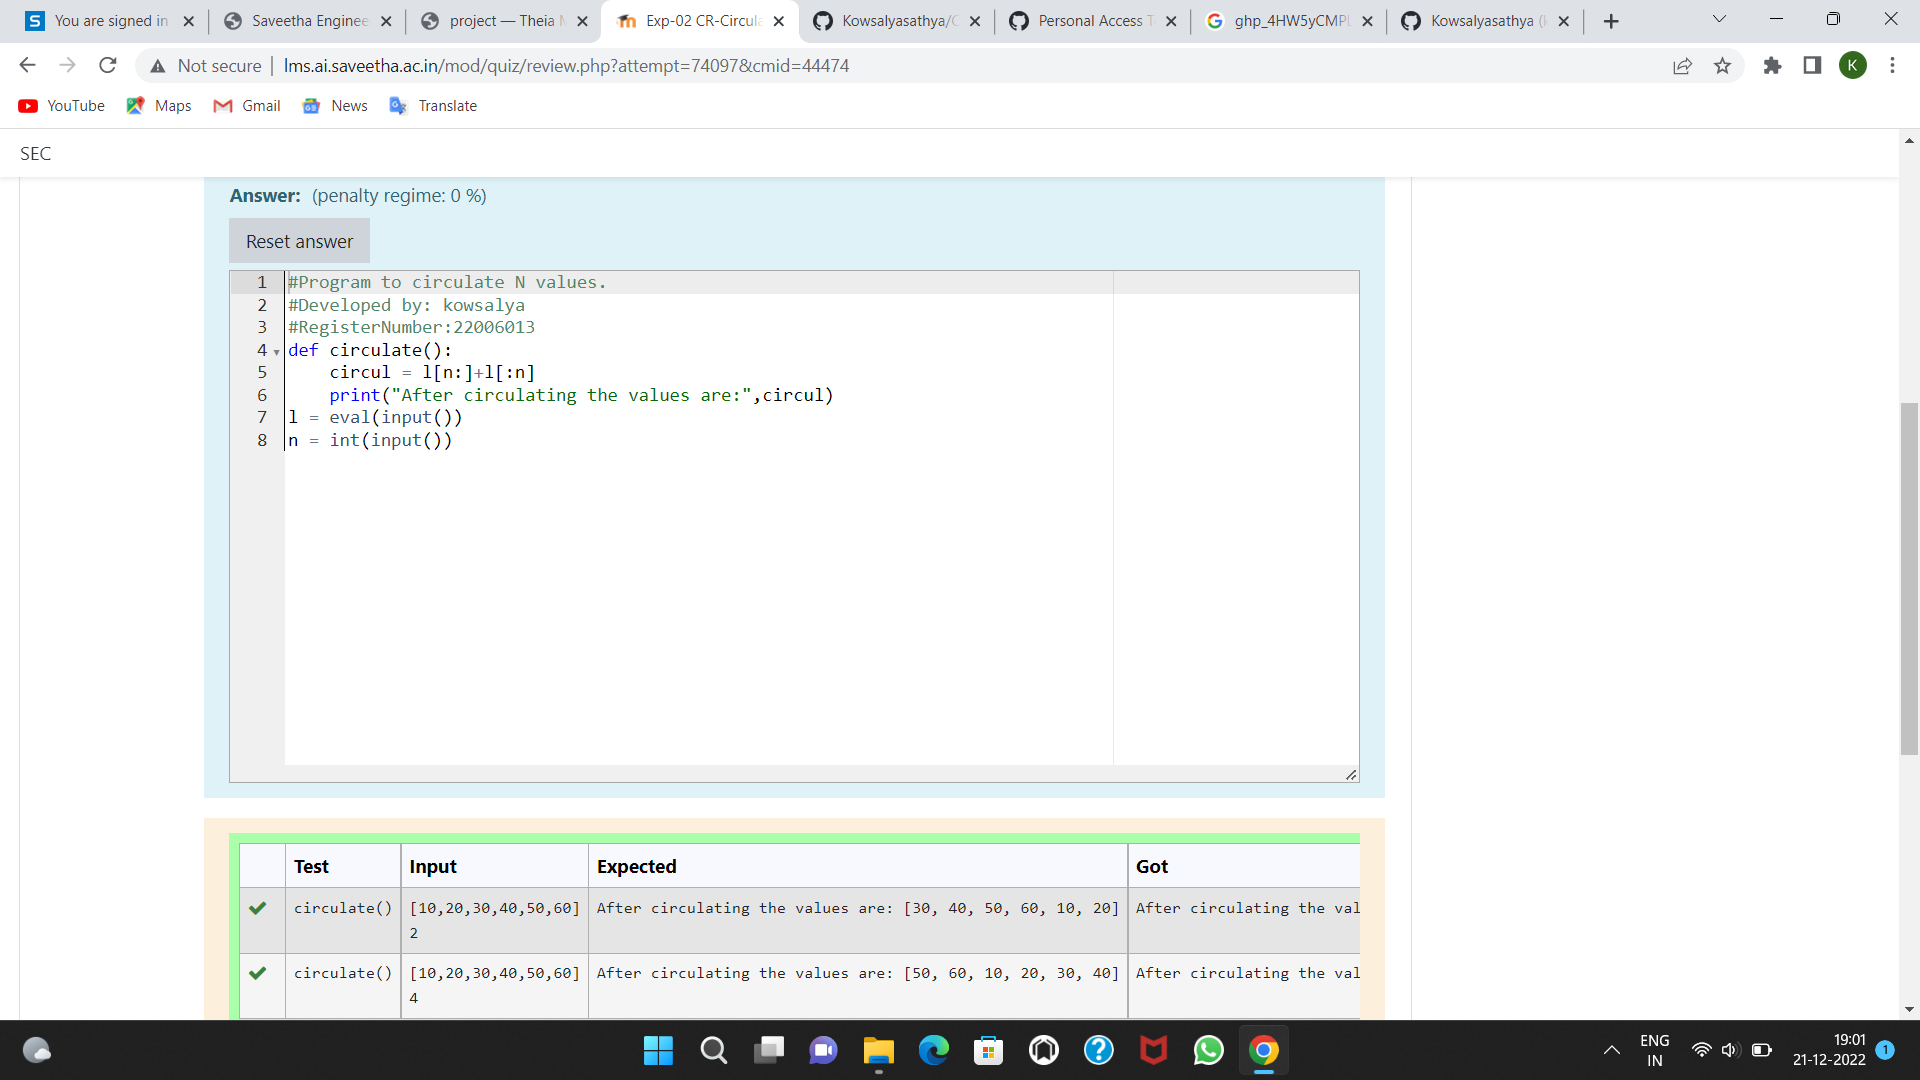 You are signed in
Saveetha Enginee
project — Theia
Exp-02 CR-Circula
Kowsalyasathya/
Personal Access
ghp_4HW5yCMP
Kowsalyasathya
Not secure
lms.ai.saveetha.ac.in/mod/quiz/review.php?attempt=74097&cmid=44474
K
YouTube
Maps
Gmail
News
Translate
SEC
Answer: (penalty regime: 0 %)
Reset answer
1 #Program to circulate N values.
2 #Developed by: kowsalya
3 #RegisterNumber:22006013
4 def circulate():
5 circul = l[n:]+l[:n]
6 print("After circulating the values are:",circul)
7 l = eval(input())
8 n = int(input())
Test Input Expected Got
circulate() [10,20,30,40,50,60] After circulating the values are: [30, 40, 50, 60, 10, 20] After circulating the val
2
circulate() [10,20,30,40,50,60] After circulating the values are: [50, 60, 10, 20, 30, 40] After circulating the val
4
ENG
IN
19:01
21-12-2022
1